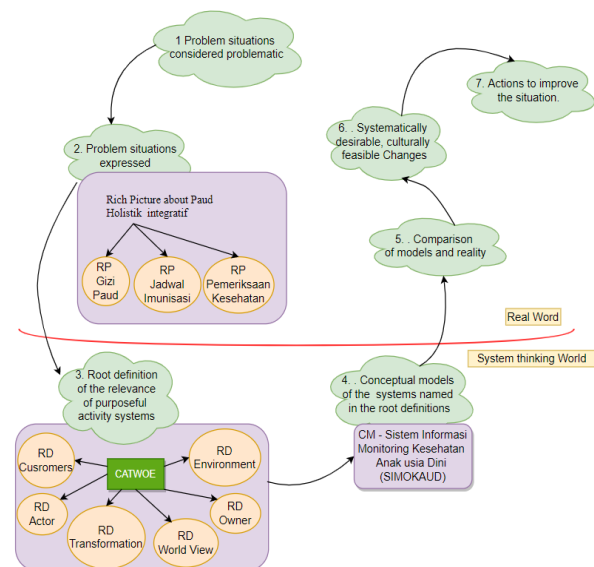 1 Problem situations
considered problematic
2. Problem situations
expressed
Rich Picture about Paud
Holistik integratif
RP
Gizi
Paud
RP
Jadwal
Imunisasi
RP
Pemeriksaan
Kesehatan
3. Root definition
of the relevance
of purposeful
activity systems
RD
Cusromers
CATWOE
RD
Environment
RD
Actor
RD
Transformation
RD
World View
RD
Owner
4. . Conceptual models
of the systems named
in the root definitions
CM - Sistem Informasi
Monitoring Kesehatan
Anak usia Dini
(SIMOKAUD)
5. . Comparison
of models and reality
6. . Systematically
desirable, culturally
feasible Changes
7. Actions to improve
the situation.
Real Word
System thinking World